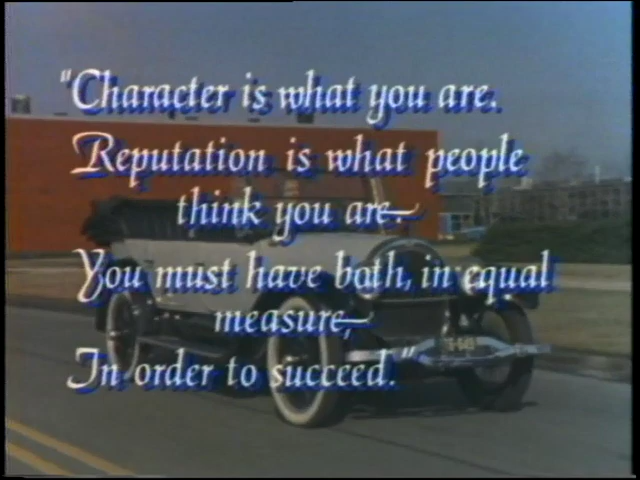 "Character is what you are.
Reputation is what people
think you are—
You must have both, in equal
measure,—
In order to succeed."